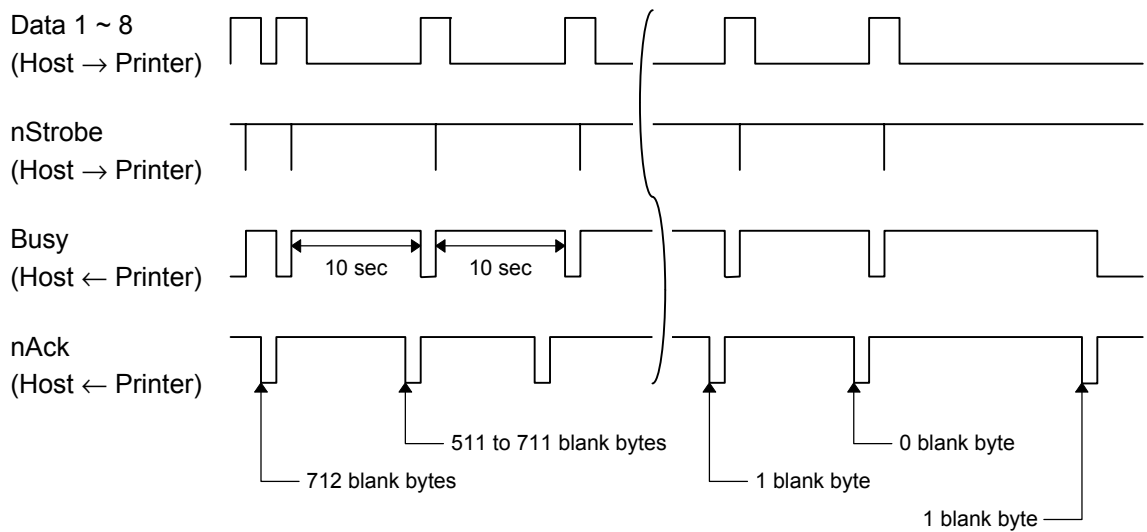 Data 1 ~ 8
(Host → Printer)
nStrobe
(Host → Printer)
Busy
(Host ← Printer)
10 sec
10 sec
nAck
(Host ← Printer)
511 to 711 blank bytes
0 blank byte
712 blank bytes
1 blank byte
1 blank byte